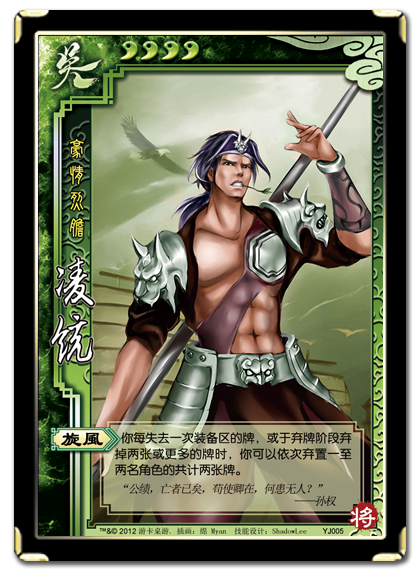 吴
豪情烈膽
凌统
旋風
你每失去一次装备区的牌，或于弃牌阶段弃
掉两张或更多的牌时，你可以依次弃置一至
两名角色的共计两张牌。
“公绩，亡者已矣，苟使卿在，何患无人？”
——孙权
™&© 2012 游卡桌游. 插画：绵 Myan 技能设计：ShadowLee YJ005
将